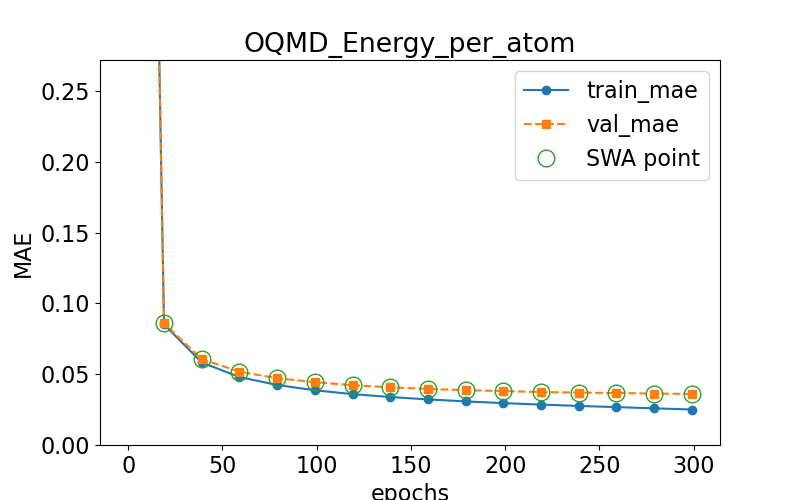 OQMD_Energy_per_atom
MAE
0.25
0.20
0.15
0.10
0.05
0.00
train_mae
val_mae
SWA point
0 50 100 150 200 250 300
epochs